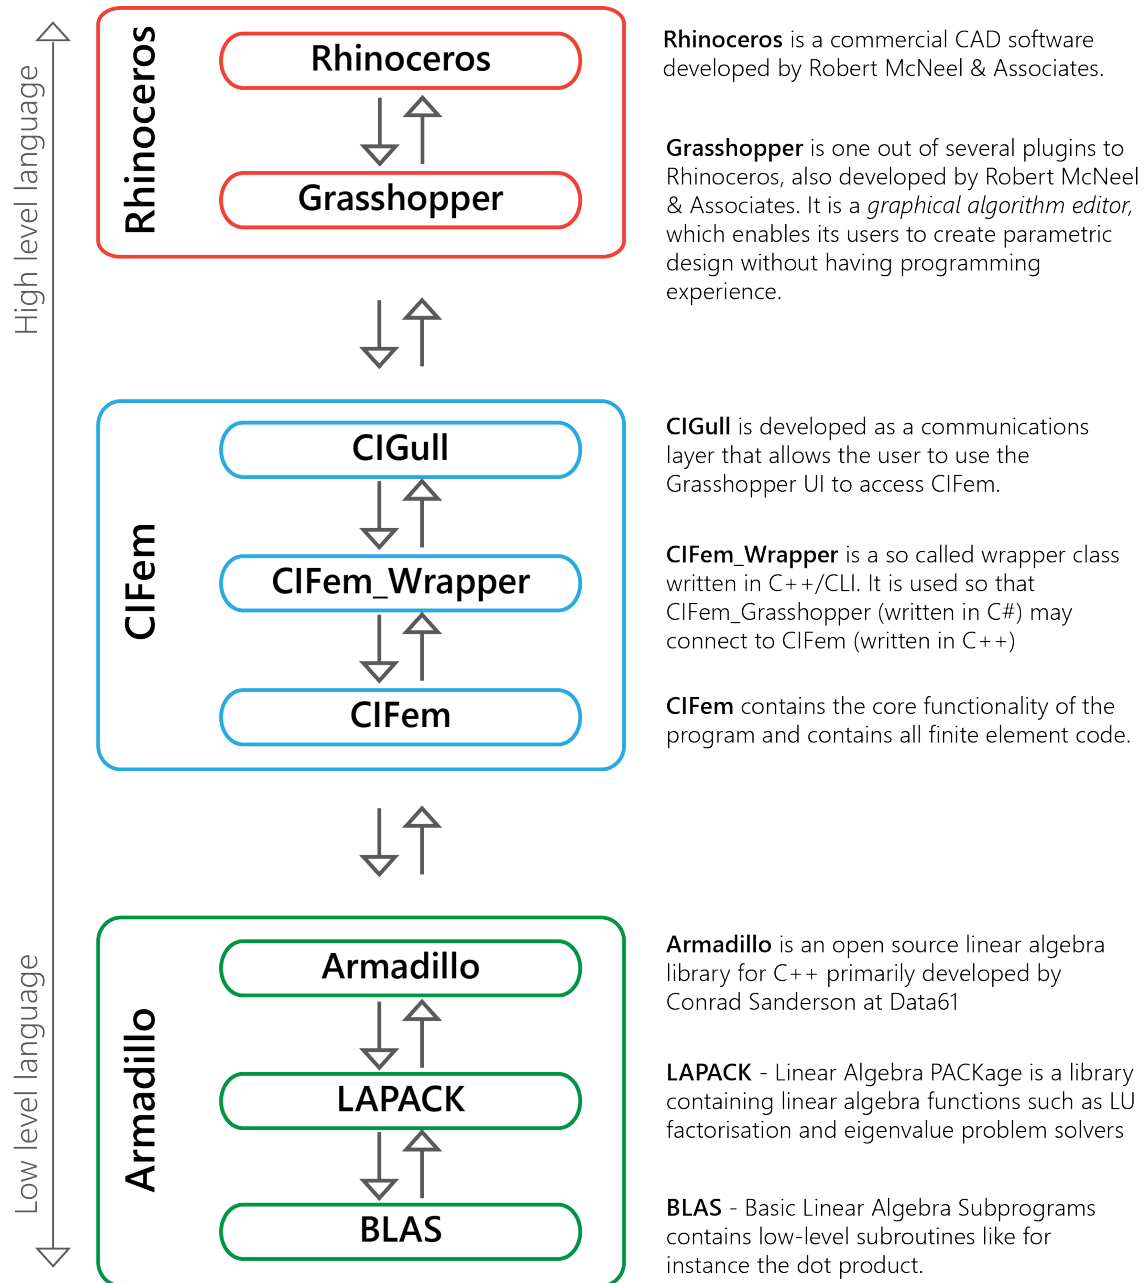 High level language
Low level language
Rhinoceros
Rhinoceros
Grasshopper
Rhinoceros is a commercial CAD software
developed by Robert McNeel & Associates.
Grasshopper is one out of several plugins to
Rhinoceros, also developed by Robert McNeel
& Associates. It is a graphical algorithm editor,
which enables its users to create parametric
design without having programming
experience.
CIFem
CIGull
CIFem_Wrapper
CIFem
CIGull is developed as a communications
layer that allows the user to use the
Grasshopper UI to access CIFem.
CIFem_Wrapper is a so called wrapper class
written in C++/CLI. It is used so that
CIFem_Grasshopper (written in C#) may
connect to CIFem (written in C++)
CIFem contains the core functionality of the
program and contains all finite element code.
Armadillo
Armadillo
LAPACK
BLAS
Armadillo is an open source linear algebra
library for C++ primarily developed by
Conrad Sanderson at Data61
LAPACK - Linear Algebra PACKage is a library
containing linear algebra functions such as LU
factorisation and eigenvalue problem solvers
BLAS - Basic Linear Algebra Subprograms
contains low-level subroutines like for
instance the dot product.